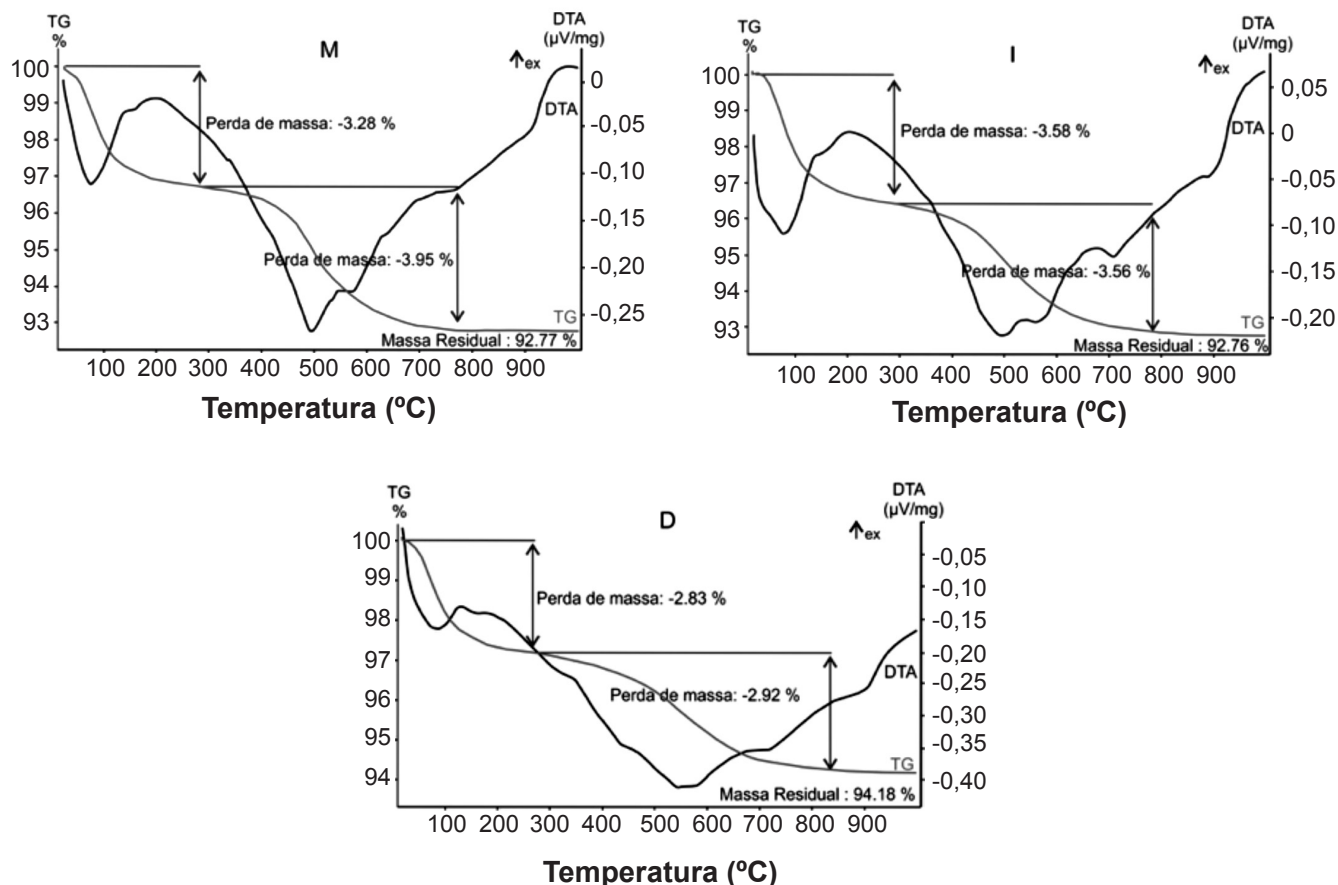 TG
%
M
↑ex
DTA
(µV/mg)
100
99
98
97
96
95
94
93
0
-0,05
-0,10
-0,15
-0,20
-0,25
DTA
Perda de massa: -3.28 %
Perda de massa: -3.95 %
TG
Massa Residual : 92.77 %
100 200 300 400 500 600 700 800 900
Temperatura (ºC)
TG
%
I
↑ex
DTA
(µV/mg)
100
99
98
97
96
95
94
93
0,05
0
-0,05
-0,10
-0,15
-0,20
DTA
Perda de massa: -3.58 %
Perda de massa: -3.56 %
TG
Massa Residual : 92.76 %
100 200 300 400 500 600 700 800 900
Temperatura (ºC)
TG
%
D
↑ex
DTA
(µV/mg)
100
99
98
97
96
95
94
-0,05
-0,10
-0,15
-0,20
-0,25
-0,30
-0,35
-0,40
DTA
Perda de massa: -2.83 %
Perda de massa: -2.92 %
TG
Massa Residual : 94.18 %
100 200 300 400 500 600 700 800 900
Temperatura (ºC)